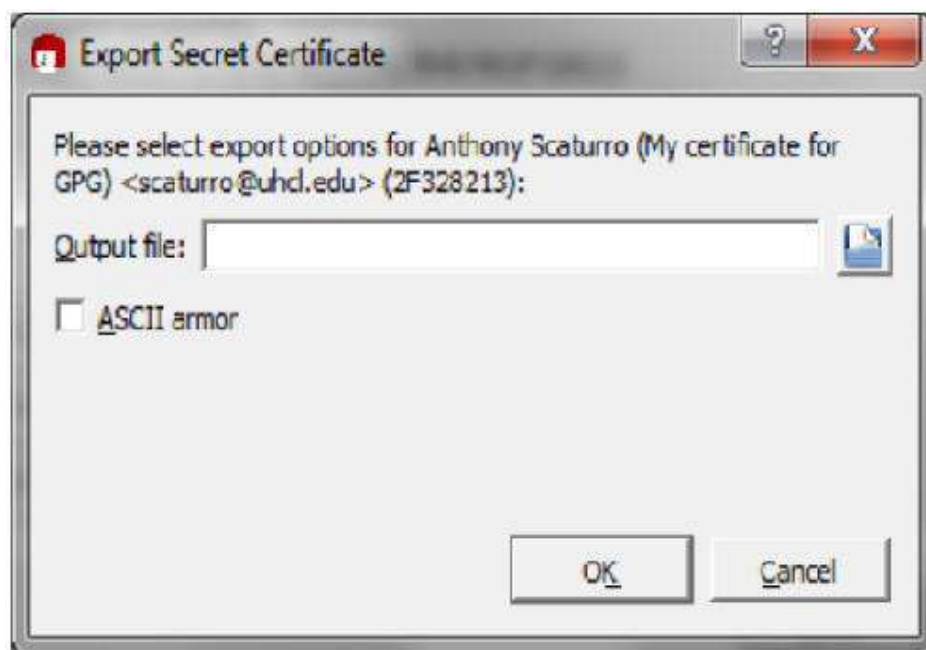 Export Secret Certificate
Please select export options for Anthony Scaturro (My certificate for
GPG) <scaturro@uhcl.edu> (2F328213):
Output file:
ASCII armor
OK
Cancel